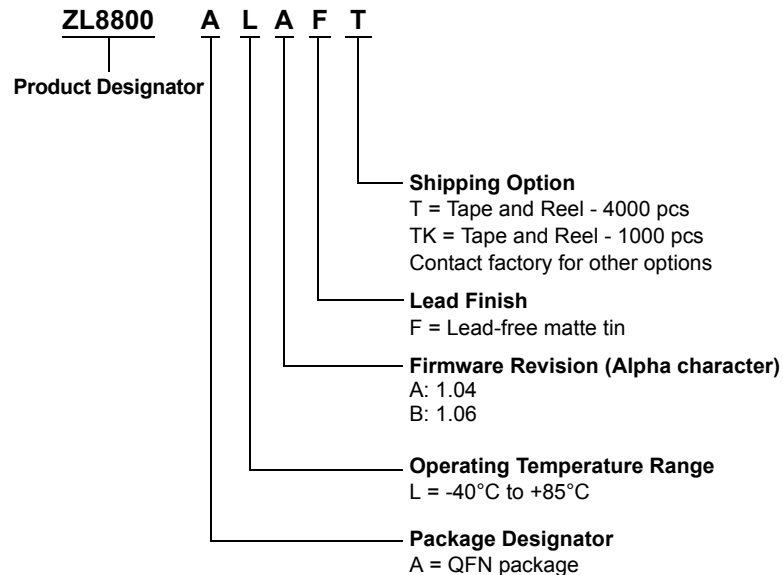 ZL8800 A L A F T
Product Designator
Shipping Option
T = Tape and Reel - 4000 pcs
TK = Tape and Reel - 1000 pcs
Contact factory for other options
Lead Finish
F = Lead-free matte tin
Firmware Revision (Alpha character)
A: 1.04
B: 1.06
Operating Temperature Range
L = -40°C to +85°C
Package Designator
A = QFN package